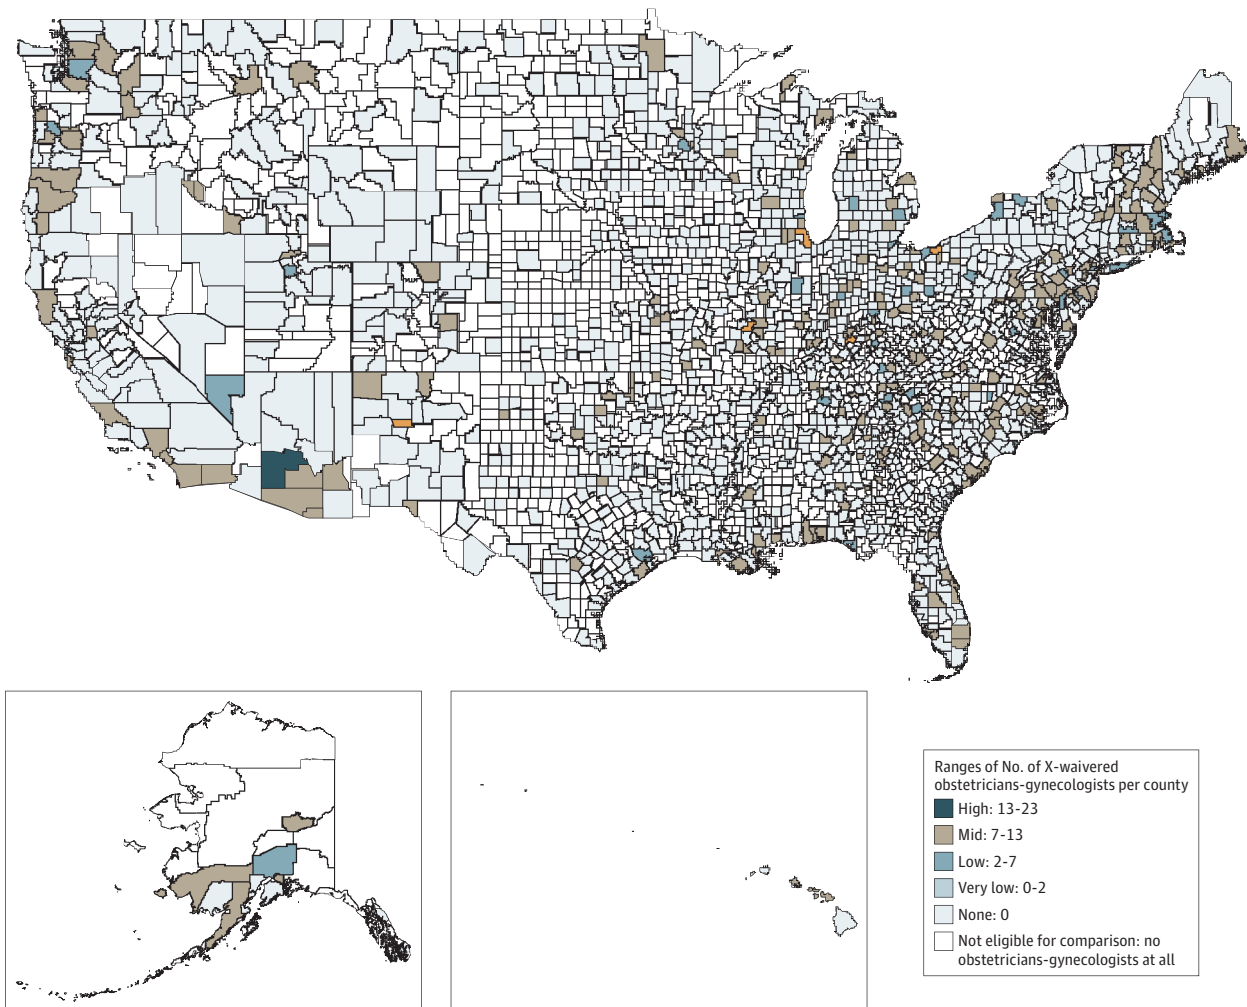 Ranges of No. of X-waivered
obstetricians-gynecologists per county
High: 13-23
Mid: 7-13
Low: 2-7
Very low: 0-2
None: 0
Not eligible for comparison: no
obstetricians-gynecologists at all